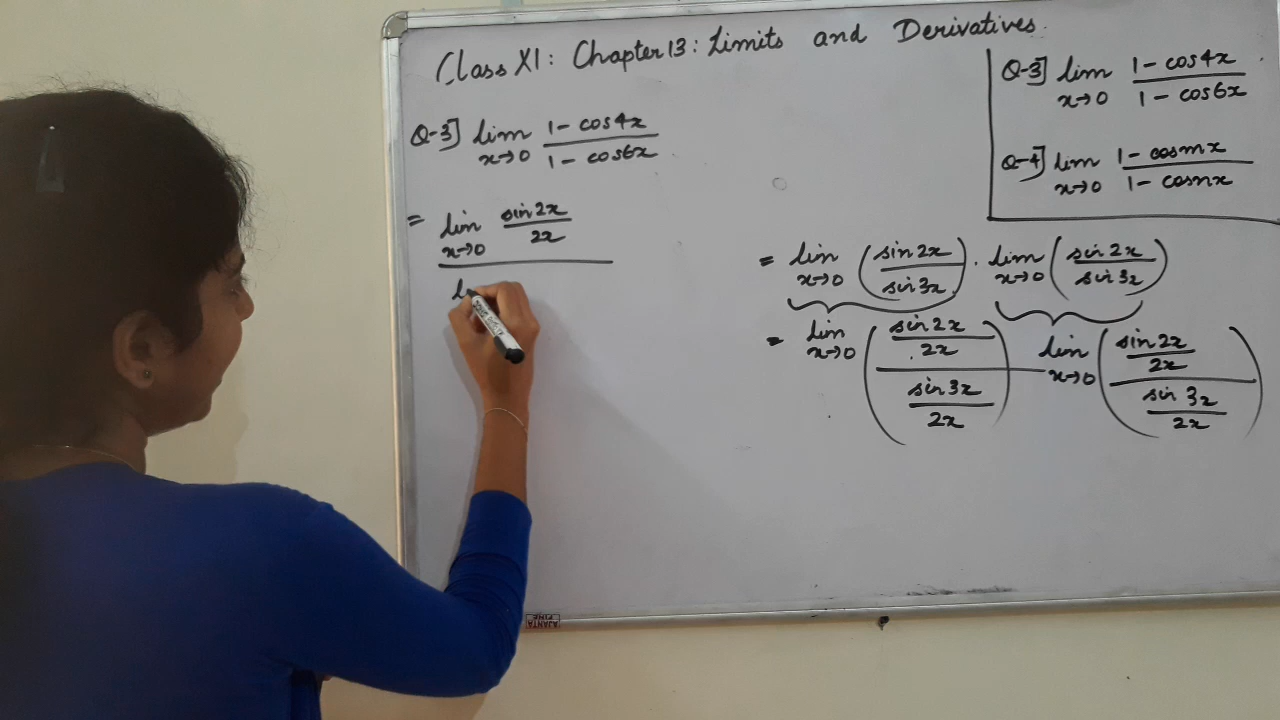 Class XI: Chapter 13: Limits and Derivatives.
Q-3] lim x→0 1 - cos4x / 1 - cos6x
= lim x→0 sin2x / 2x
li
Q-3] lim x→0 1 - cos4x / 1 - cos6x
Q-4] lim x→0 1 - cosmx / 1 - cosnx
= lim x→0 (sin2x / sin3x) . lim x→0 (sin2x / sin3x)
= lim x→0 (sin2x / 2x / sin3x / 2x) lim x→0 (sin2x / 2x / sin3x / 2x)
AJANTA